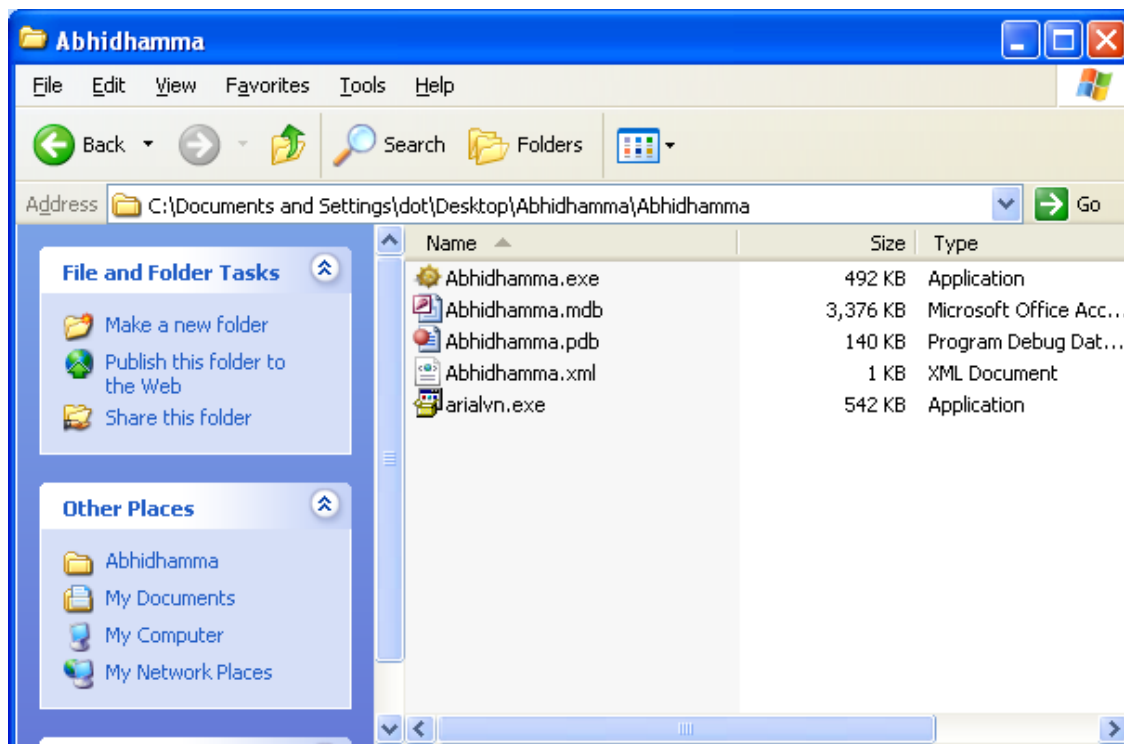 Abhidhamma
File Edit View Favorites Tools Help
Back Search Folders
Address C:\Documents and Settings\dot\Desktop\Abhidhamma\Abhidhamma Go
File and Folder Tasks
Make a new folder
Publish this folder to
the Web
Share this folder
Other Places
Abhidhamma
My Documents
My Computer
My Network Places
Name Size Type
Abhidhamma.exe 492 KB Application
Abhidhamma.mdb 3,376 KB Microsoft Office Acc...
Abhidhamma.pdb 140 KB Program Debug Dat...
Abhidhamma.xml 1 KB XML Document
arialvn.exe 542 KB Application